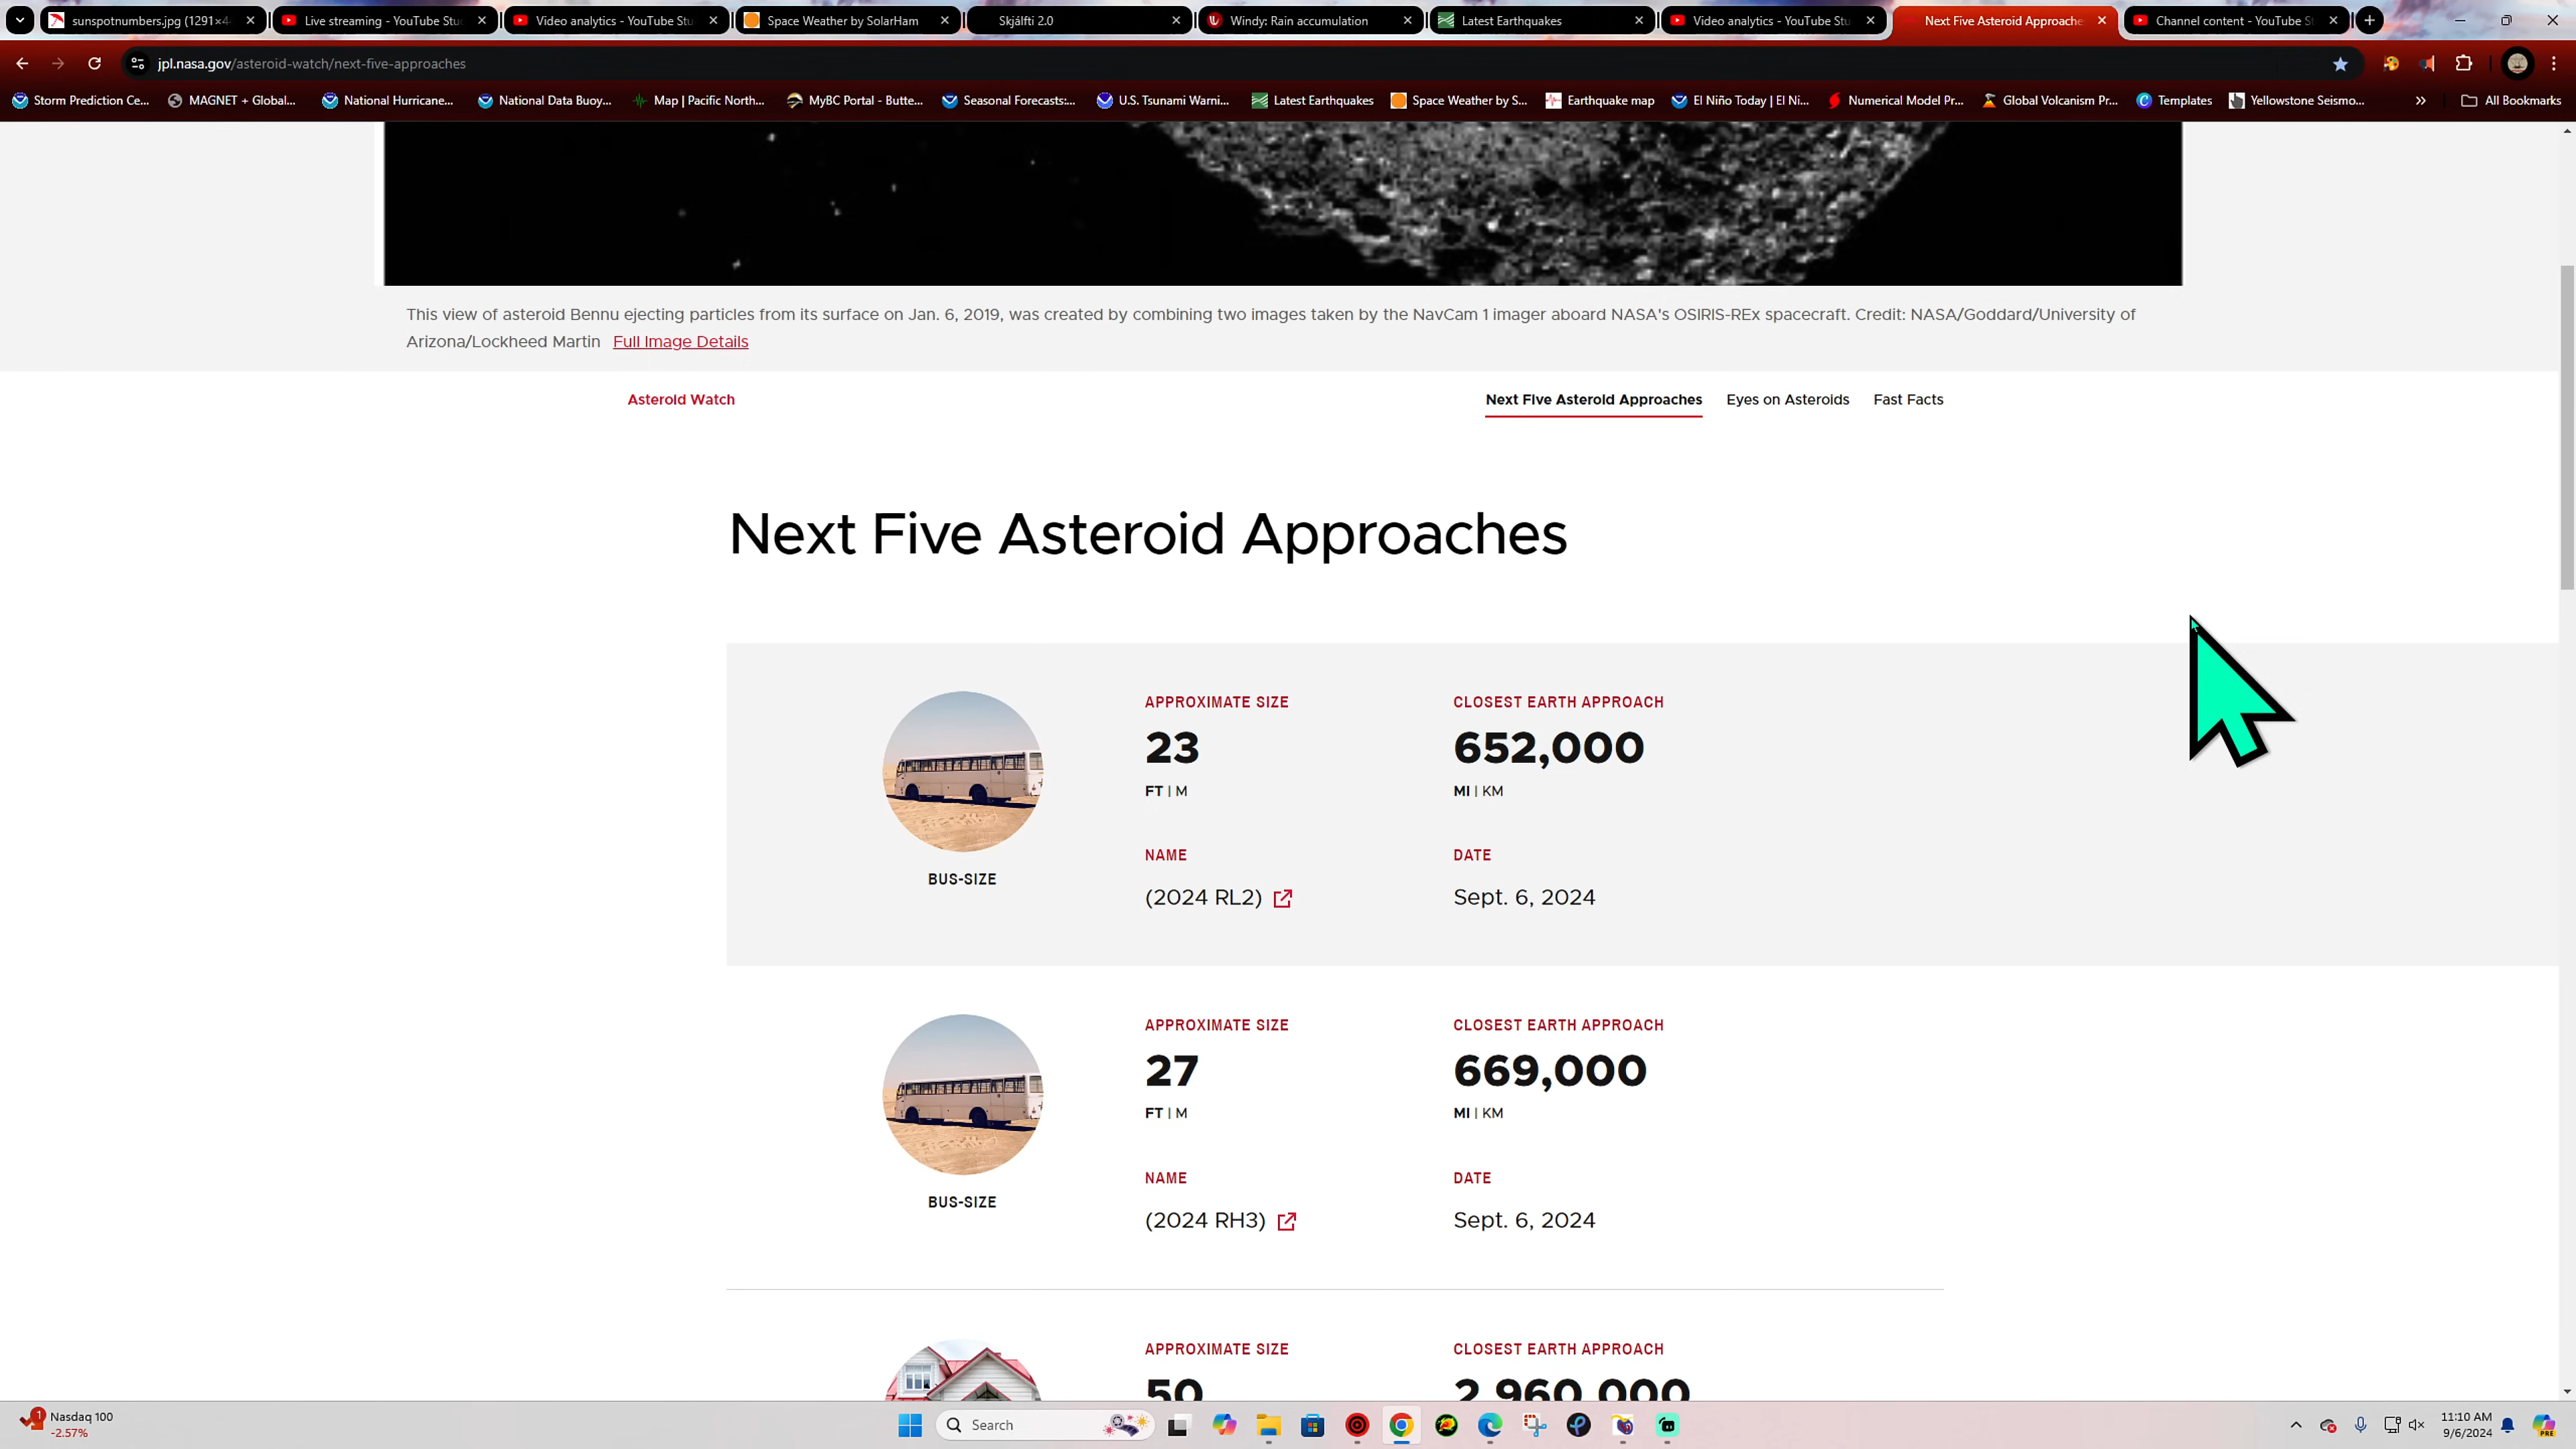 sunspotnumbers.jpg (1291×4
Live streaming - YouTube Stu
Video analytics - YouTube Stu
Space Weather by SolarHam
Skjálfti 2.0
Windy: Rain accumulation
Latest Earthquakes
Video analytics - YouTube Stu
Next Five Asteroid Approache
Channel content - YouTube St
jpl.nasa.gov/asteroid-watch/next-five-approaches
Storm Prediction Ce...
MAGNET + Global...
National Hurricane...
National Data Buoy...
Map | Pacific North...
MyBC Portal - Butte...
Seasonal Forecasts:...
U.S. Tsunami Warni...
Latest Earthquakes
Space Weather by S...
Earthquake map
El Niño Today | El Ni...
Numerical Model Pr...
Global Volcanism Pr...
Templates
Yellowstone Seismo...
All Bookmarks
This view of asteroid Bennu ejecting particles from its surface on Jan. 6, 2019, was created by combining two images taken by the NavCam 1 imager aboard NASA's OSIRIS-REx spacecraft. Credit: NASA/Goddard/University of
Arizona/Lockheed Martin Full Image Details
Asteroid Watch
Next Five Asteroid Approaches
Eyes on Asteroids
Fast Facts
Next Five Asteroid Approaches
APPROXIMATE SIZE
CLOSEST EARTH APPROACH
23
652,000
FT | M
MI | KM
NAME
DATE
BUS-SIZE
(2024 RL2)
Sept. 6, 2024
APPROXIMATE SIZE
CLOSEST EARTH APPROACH
27
669,000
FT | M
MI | KM
NAME
DATE
BUS-SIZE
(2024 RH3)
Sept. 6, 2024
APPROXIMATE SIZE
CLOSEST EARTH APPROACH
50
2,960,000
1
Nasdaq 100
-2.57%
Search
11:10 AM
9/6/2024
PRE